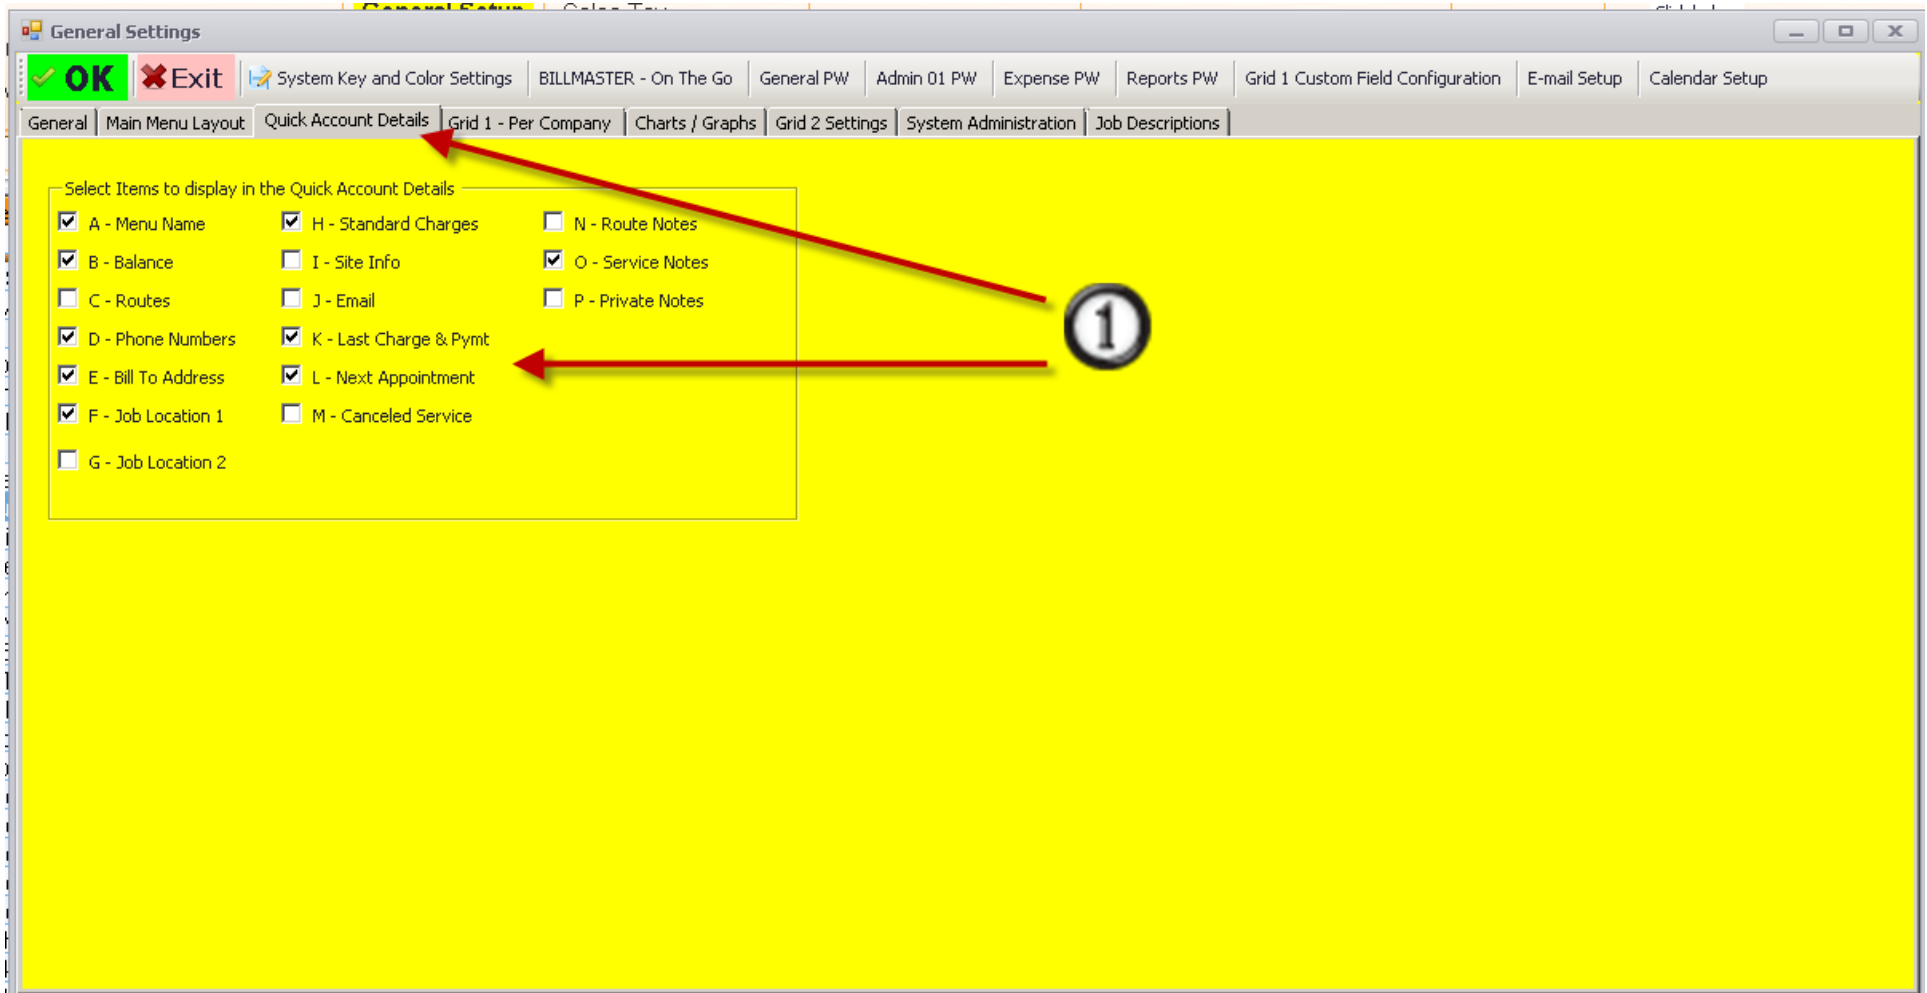 General Setup
General Settings
OK Exit System Key and Color Settings BILLMASTER - On The Go General PW Admin 01 PW Expense PW Reports PW Grid 1 Custom Field Configuration E-mail Setup Calendar Setup
General Main Menu Layout Quick Account Details Grid 1 - Per Company Charts / Graphs Grid 2 Settings System Administration Job Descriptions
Select Items to display in the Quick Account Details
A - Menu Name H - Standard Charges N - Route Notes
B - Balance I - Site Info O - Service Notes
C - Routes J - Email P - Private Notes
D - Phone Numbers K - Last Charge & Pymt
E - Bill To Address L - Next Appointment
F - Job Location 1 M - Canceled Service
G - Job Location 2
1